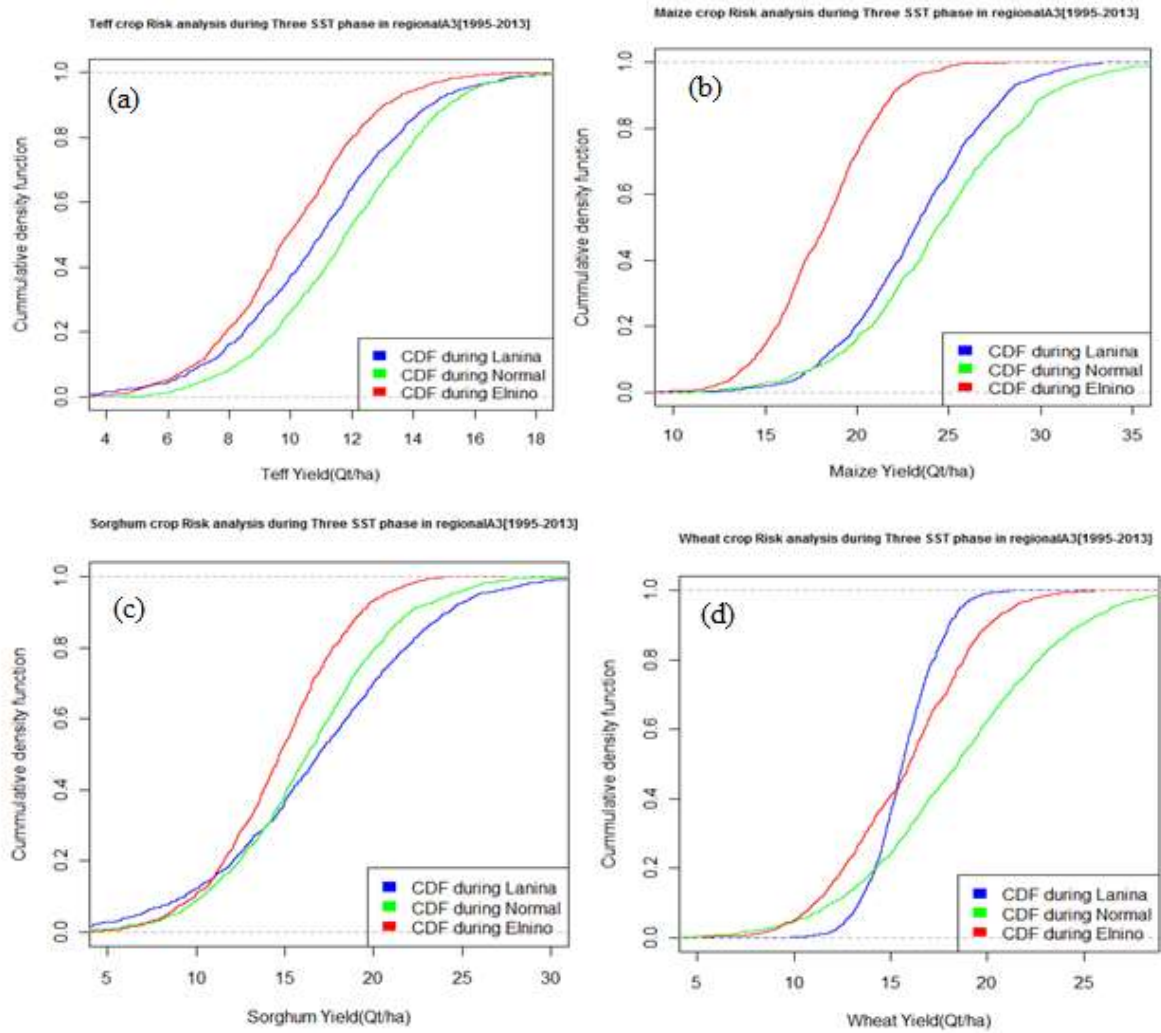 Teff crop Risk analysis during Three SST phase in regionalA3[1995-2013]
(a)
Cummulative density function
0.0 0.2 0.4 0.6 0.8 1.0
CDF during Lanina
CDF during Normal
CDF during Elnino
4 6 8 10 12 14 16 18
Teff Yield(Qt/ha)
Maize crop Risk analysis during Three SST phase in regionalA3[1995-2013]
(b)
Cummulative density function
0.0 0.2 0.4 0.6 0.8 1.0
CDF during Lanina
CDF during Normal
CDF during Elnino
10 15 20 25 30 35
Maize Yield(Qt/ha)
Sorghum crop Risk analysis during Three SST phase in regionalA3[1995-2013]
(c)
Cummulative density function
0.0 0.2 0.4 0.6 0.8 1.0
CDF during Lanina
CDF during Normal
CDF during Elnino
5 10 15 20 25 30
Sorghum Yield(Qt/ha)
Wheat crop Risk analysis during Three SST phase in regionalA3[1995-2013]
(d)
Cummulative density function
0.0 0.2 0.4 0.6 0.8 1.0
CDF during Lanina
CDF during Normal
CDF during Elnino
5 10 15 20 25
Wheat Yield(Qt/ha)